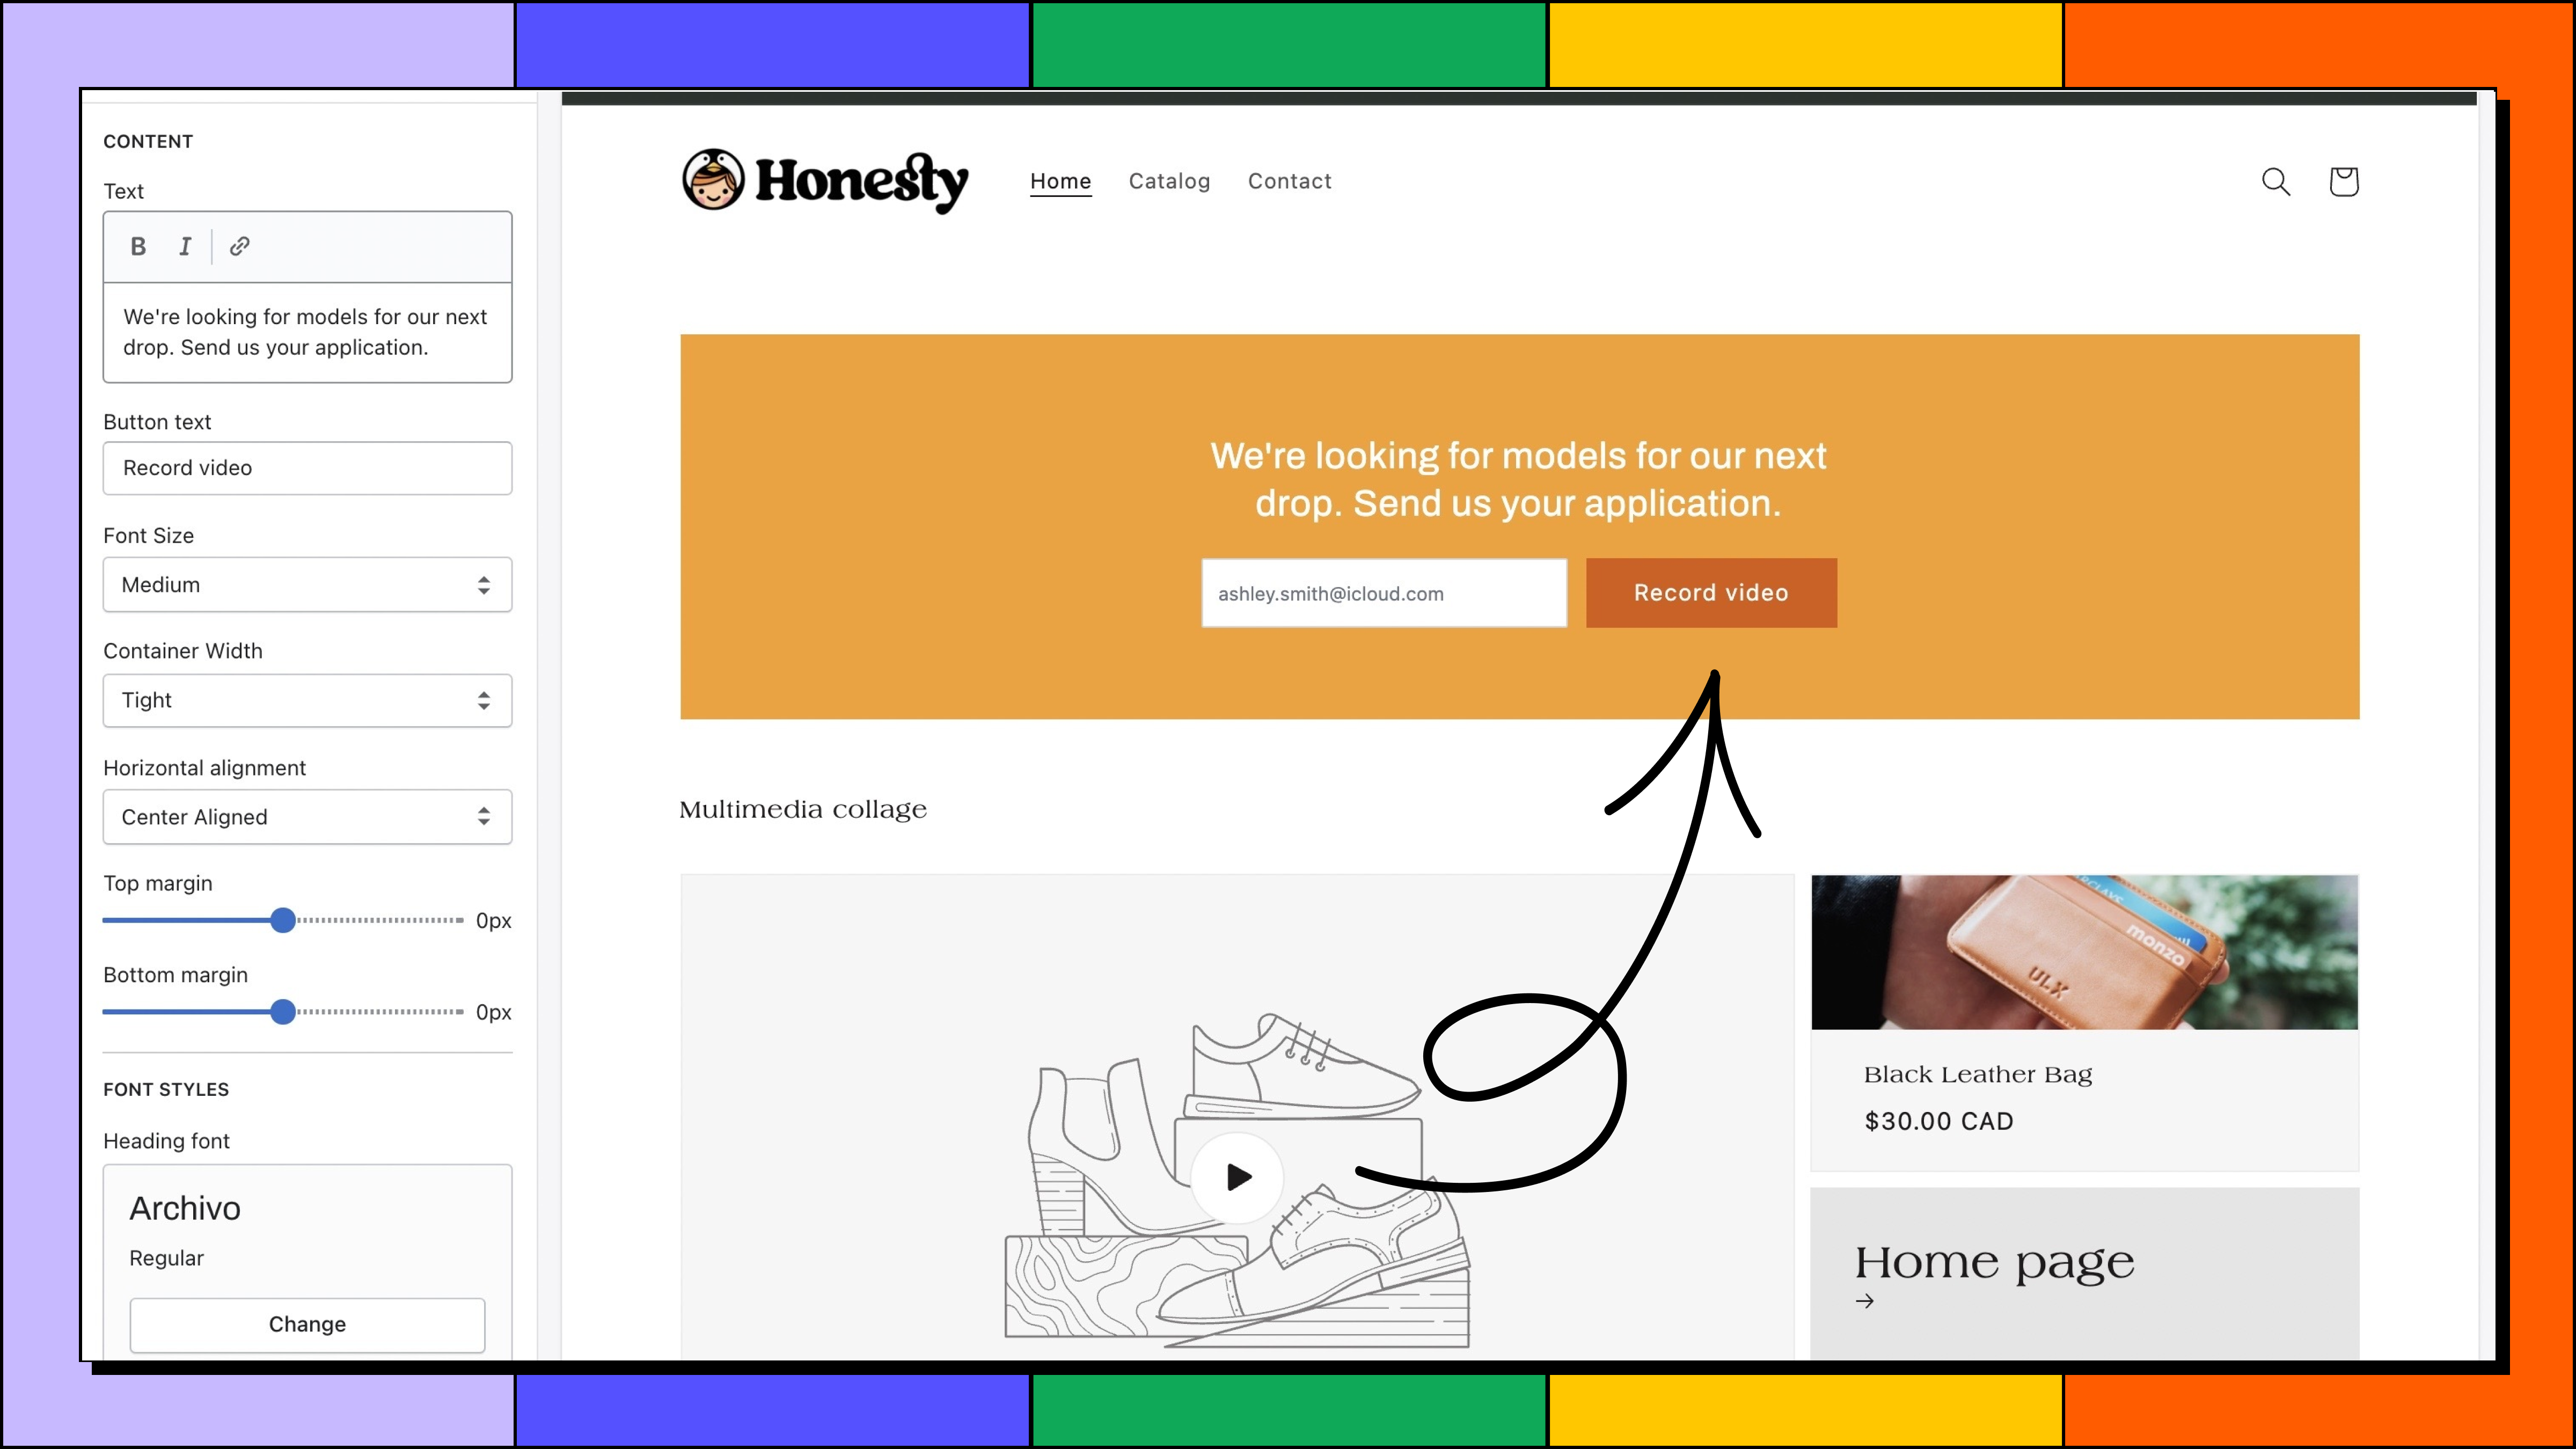 CONTENT
Text
B I
We're looking for models for our next
drop. Send us your application.
Button text
Record video
Font Size
Medium
Container Width
Tight
Horizontal alignment
Center Aligned
Top margin
0px
Bottom margin
0px
FONT STYLES
Heading font
Archivo
Regular
Change
Honesty
Home Catalog Contact
We're looking for models for our next
drop. Send us your application.
ashley.smith@icloud.com
Record video
Multimedia collage
monzo
ULX
Black Leather Bag
$30.00 CAD
Home page
→